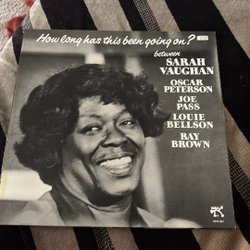 How long has this been going on?
between
SARAH
VAUGHAN
OSCAR
PETERSON
JOE
PASS
LOUIE
BELLSON
RAY
BROWN